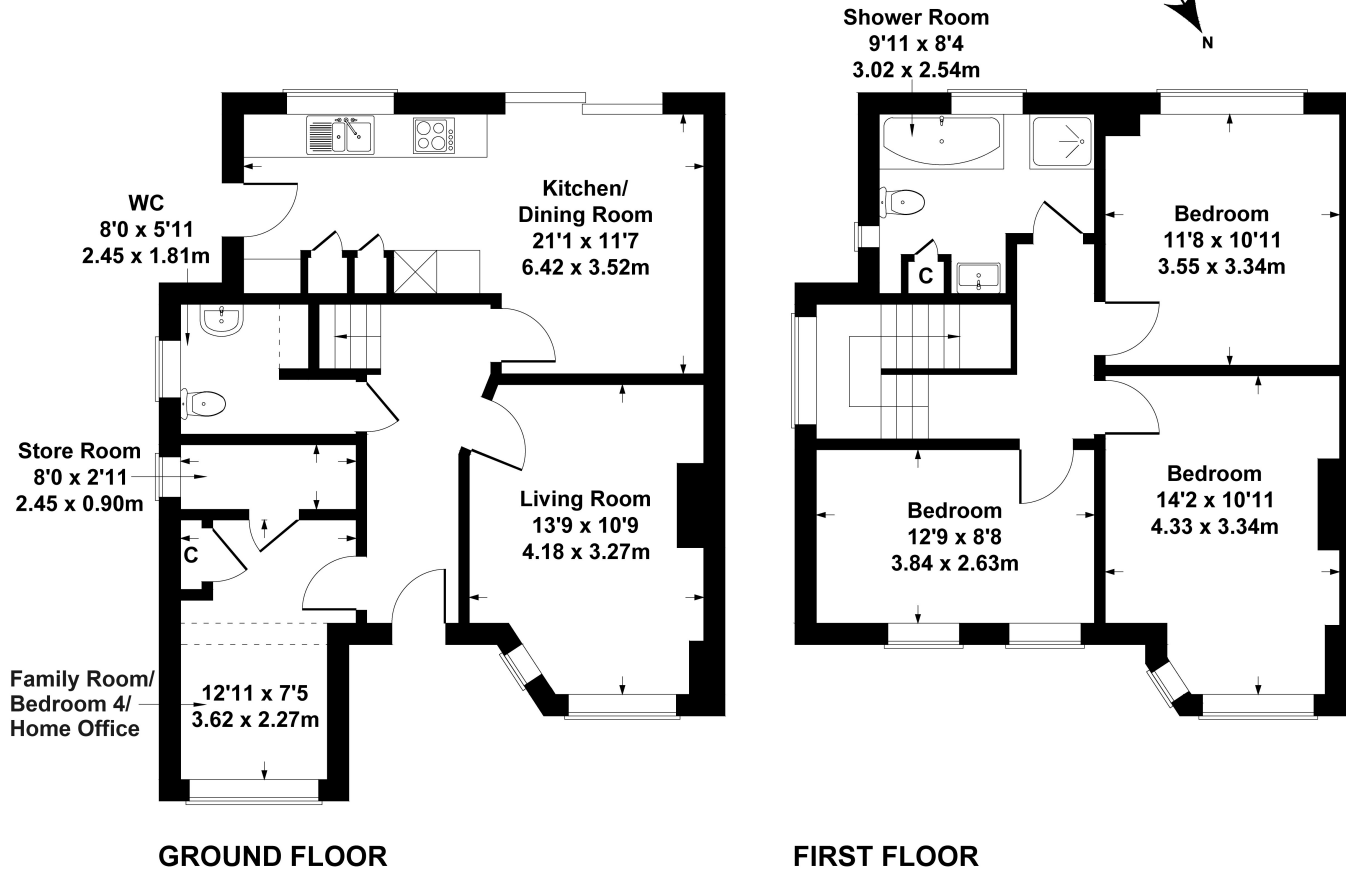 Shower Room
9'11 x 8'4
3.02 x 2.54m
N
WC
8'0 x 5'11
2.45 x 1.81m
Kitchen/
Dining Room
21'1 x 11'7
6.42 x 3.52m
Store Room
8'0 x 2'11
2.45 x 0.90m
C
Living Room
13'9 x 10'9
4.18 x 3.27m
Family Room/
Bedroom 4/
Home Office
12'11 x 7'5
3.62 x 2.27m
GROUND FLOOR
C
Bedroom
11'8 x 10'11
3.55 x 3.34m
Bedroom
14'2 x 10'11
4.33 x 3.34m
Bedroom
12'9 x 8'8
3.84 x 2.63m
FIRST FLOOR